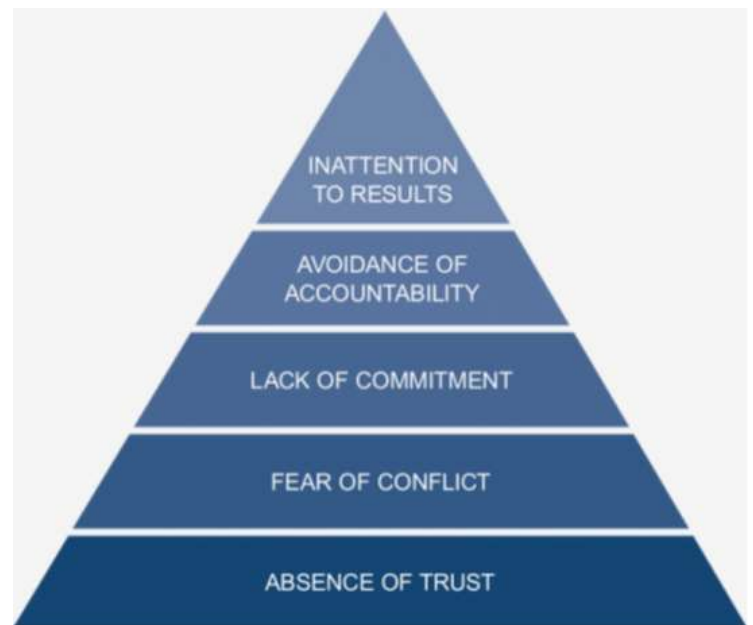 INATTENTION
TO RESULTS
AVOIDANCE OF
ACCOUNTABILITY
LACK OF COMMITMENT
FEAR OF CONFLICT
ABSENCE OF TRUST